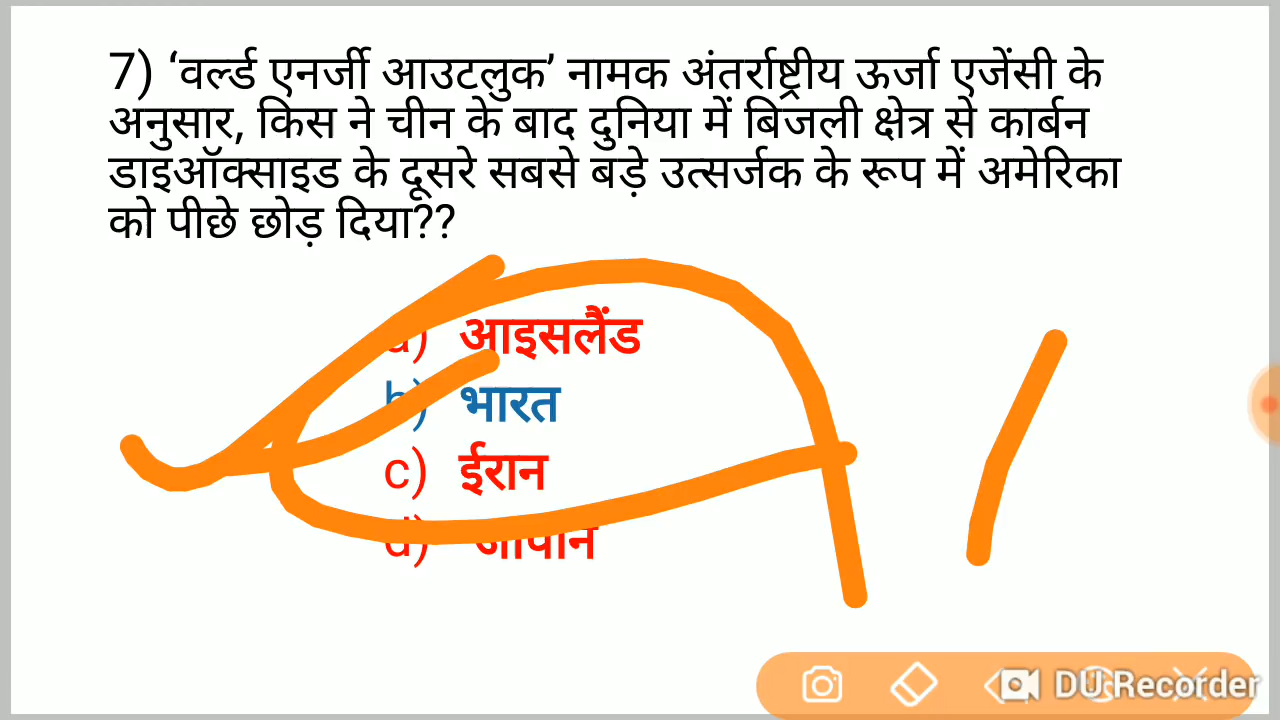 7) ‘वर्ल्ड एनर्जी आउटलुक’ नामक अंतर्राष्ट्रीय ऊर्जा एजेंसी के
अनुसार, किस ने चीन के बाद दुनिया में बिजली क्षेत्र से कार्बन
डाइऑक्साइड के दूसरे सबसे बड़े उत्सर्जक के रूप में अमेरिका
को पीछे छोड़ दिया??
a) आइसलैंड
b) भारत
c) ईरान
d) जापान
DU Recorder